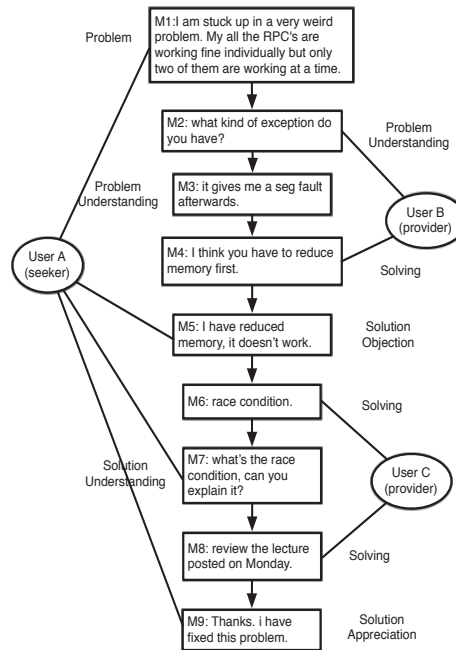 M1:I am stuck up in a very weird
problem. My all the RPC's are
working fine individually but only
two of them are working at a time.
Problem
M2: what kind of exception do
you have?
Problem
Understanding
M3: it gives me a seg fault
afterwards.
Problem
Understanding
User B
(provider)
M4: I think you have to reduce
memory first.
User A
(seeker)
Solving
M5: I have reduced
memory, it doesn't work.
Solution
Objection
M6: race condition.
Solving
M7: what's the race
condition, can you
explain it?
Solution
Understanding
User C
(provider)
M8: review the lecture
posted on Monday.
Solving
M9: Thanks. i have
fixed this problem.
Solution
Appreciation